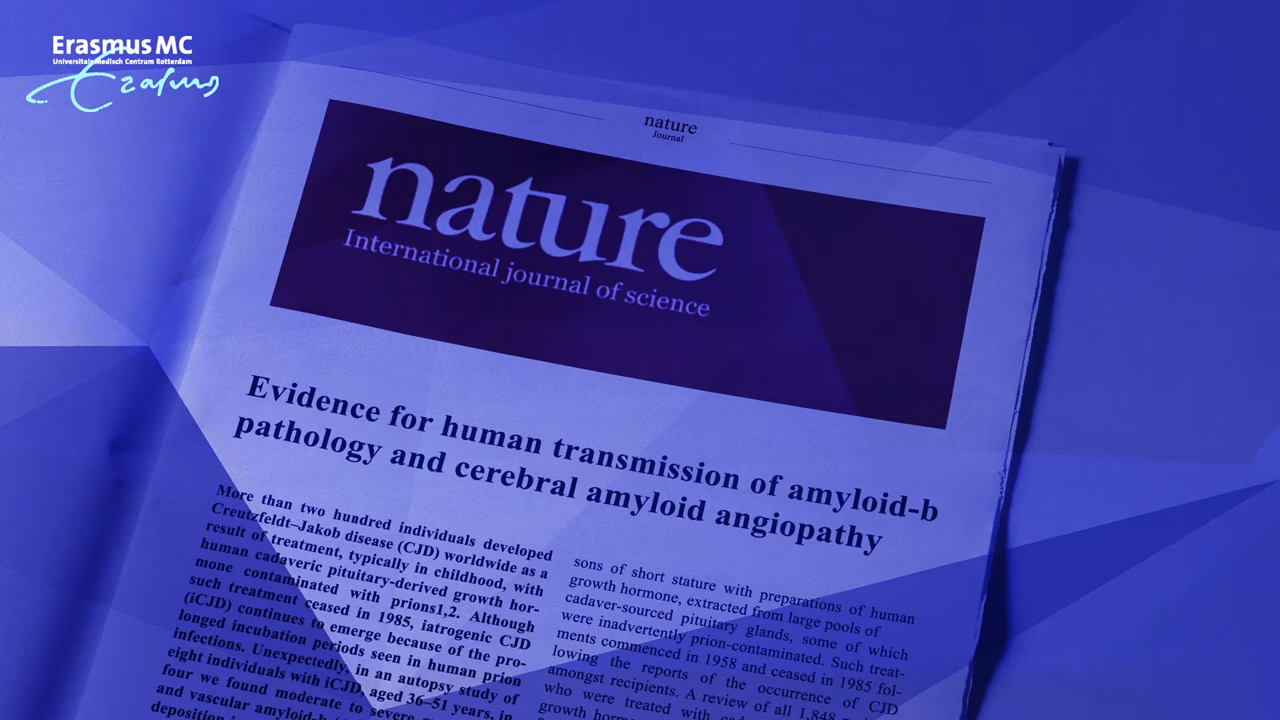 Erasmus MC
Universitair Medisch Centrum Rotterdam
Erasmus
nature
Journal
nature
International journal of science
Evidence for human transmission of amyloid-b
pathology and cerebral amyloid angiopathy
More than two hundred individuals developed
Creutzfeldt–Jakob disease (CJD) worldwide as a
result of treatment, typically in childhood, with
human cadaveric pituitary-derived growth hor-
mone contaminated with prions1,2. Although
such treatment ceased in 1985, iatrogenic CJD
(iCJD) continues to emerge because of the pro-
longed incubation periods seen in human prion
infections. Unexpectedly, in an autopsy study of
eight individuals with iCJD, aged 36–51 years, in
four we found moderate to severe
and vascular amyloid-b
deposition
sons of short stature with preparations of human
growth hormone, extracted from large pools of
cadaver-sourced pituitary glands, some of which
were inadvertently prion-contaminated. Such treat-
ments commenced in 1958 and ceased in 1985 fol-
lowing the reports of the occurrence of CJD
amongst recipients. A review of all 1,848
who were treated with
growth